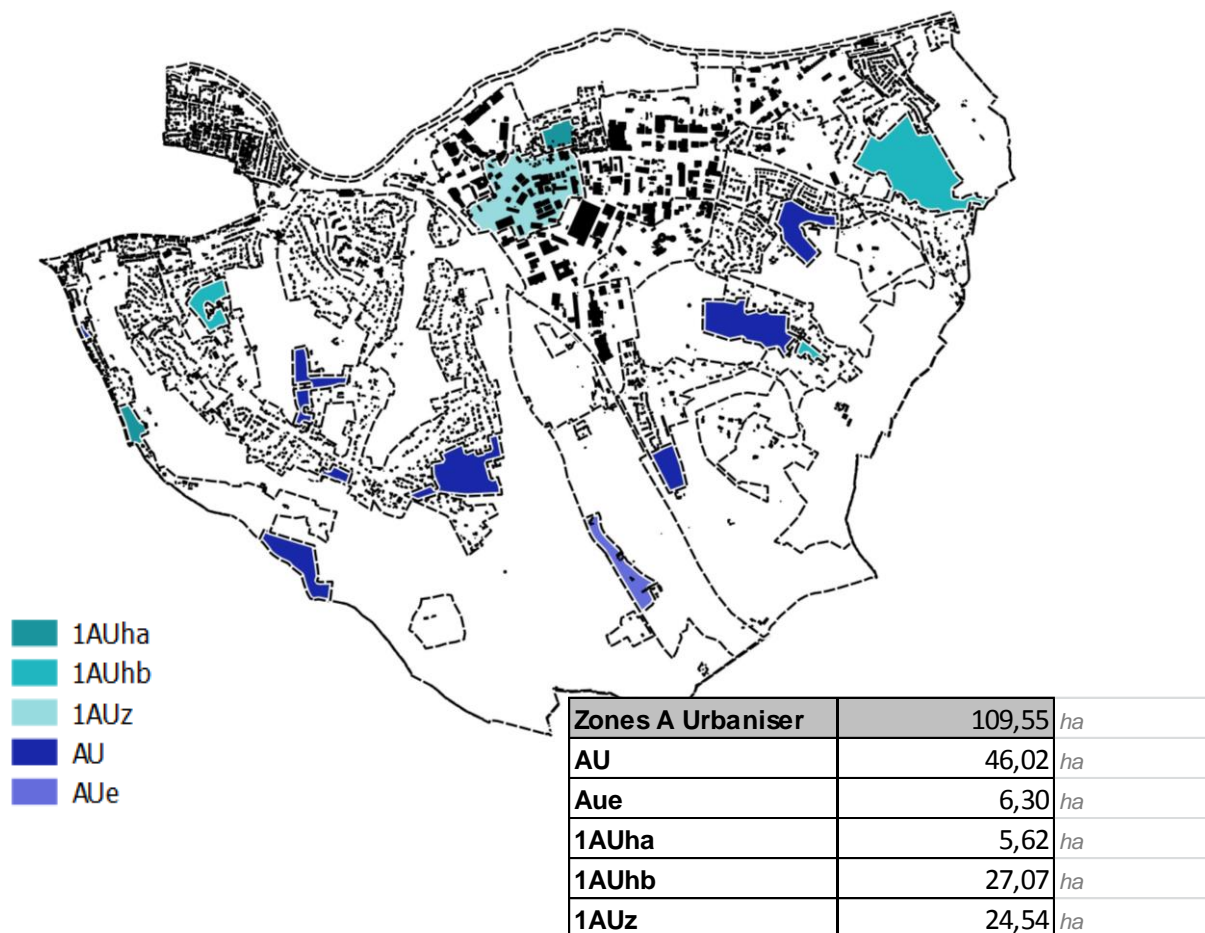 1AUha
1AUhb
1AUz
AU
AUe
Zones A Urbaniser 109,55 ha
AU 46,02 ha
Aue 6,30 ha
1AUha 5,62 ha
1AUhb 27,07 ha
1AUz 24,54 ha